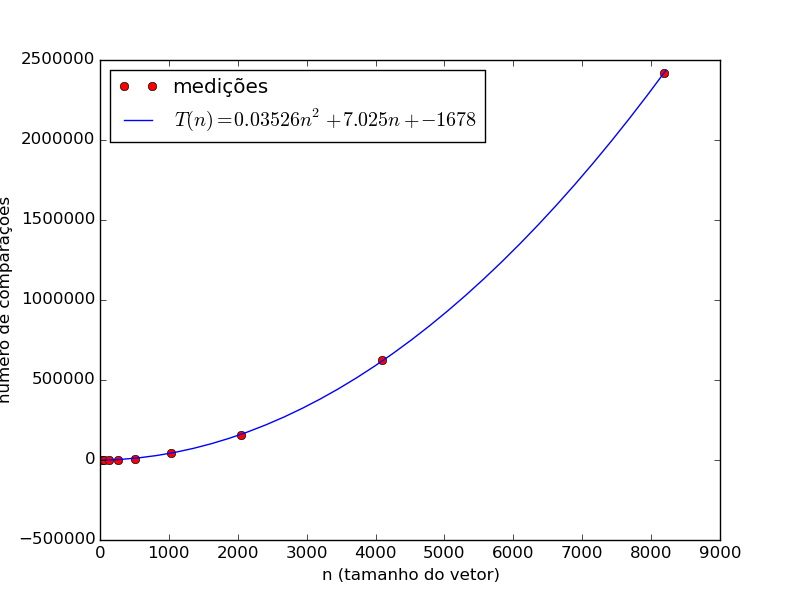 2500000
2000000
1500000
1000000
500000
0
−500000
medições
T(n)=0.03526n² +7.025n+−1678
número de comparações
0 1000 2000 3000 4000 5000 6000 7000 8000 9000
n (tamanho do vetor)